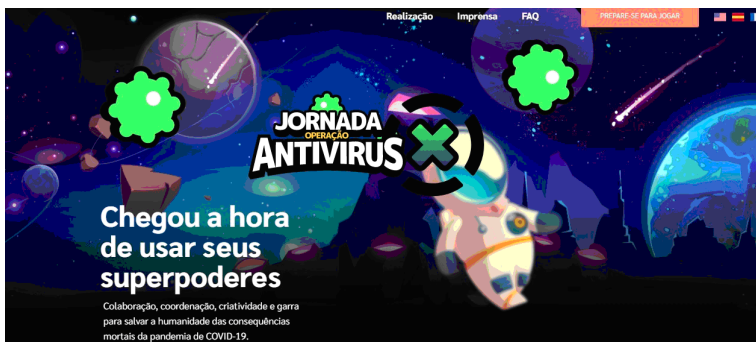 Realização Imprensa FAQ PREPARE-SE PARA JOGAR
JORNADA
OPERAÇÃO
ANTIVÍRUS X
Chegou a hora
de usar seus
superpoderes
Colaboração, coordenação, criatividade e garra
para salvar a humanidade das consequências
mortais da pandemia de COVID-19.